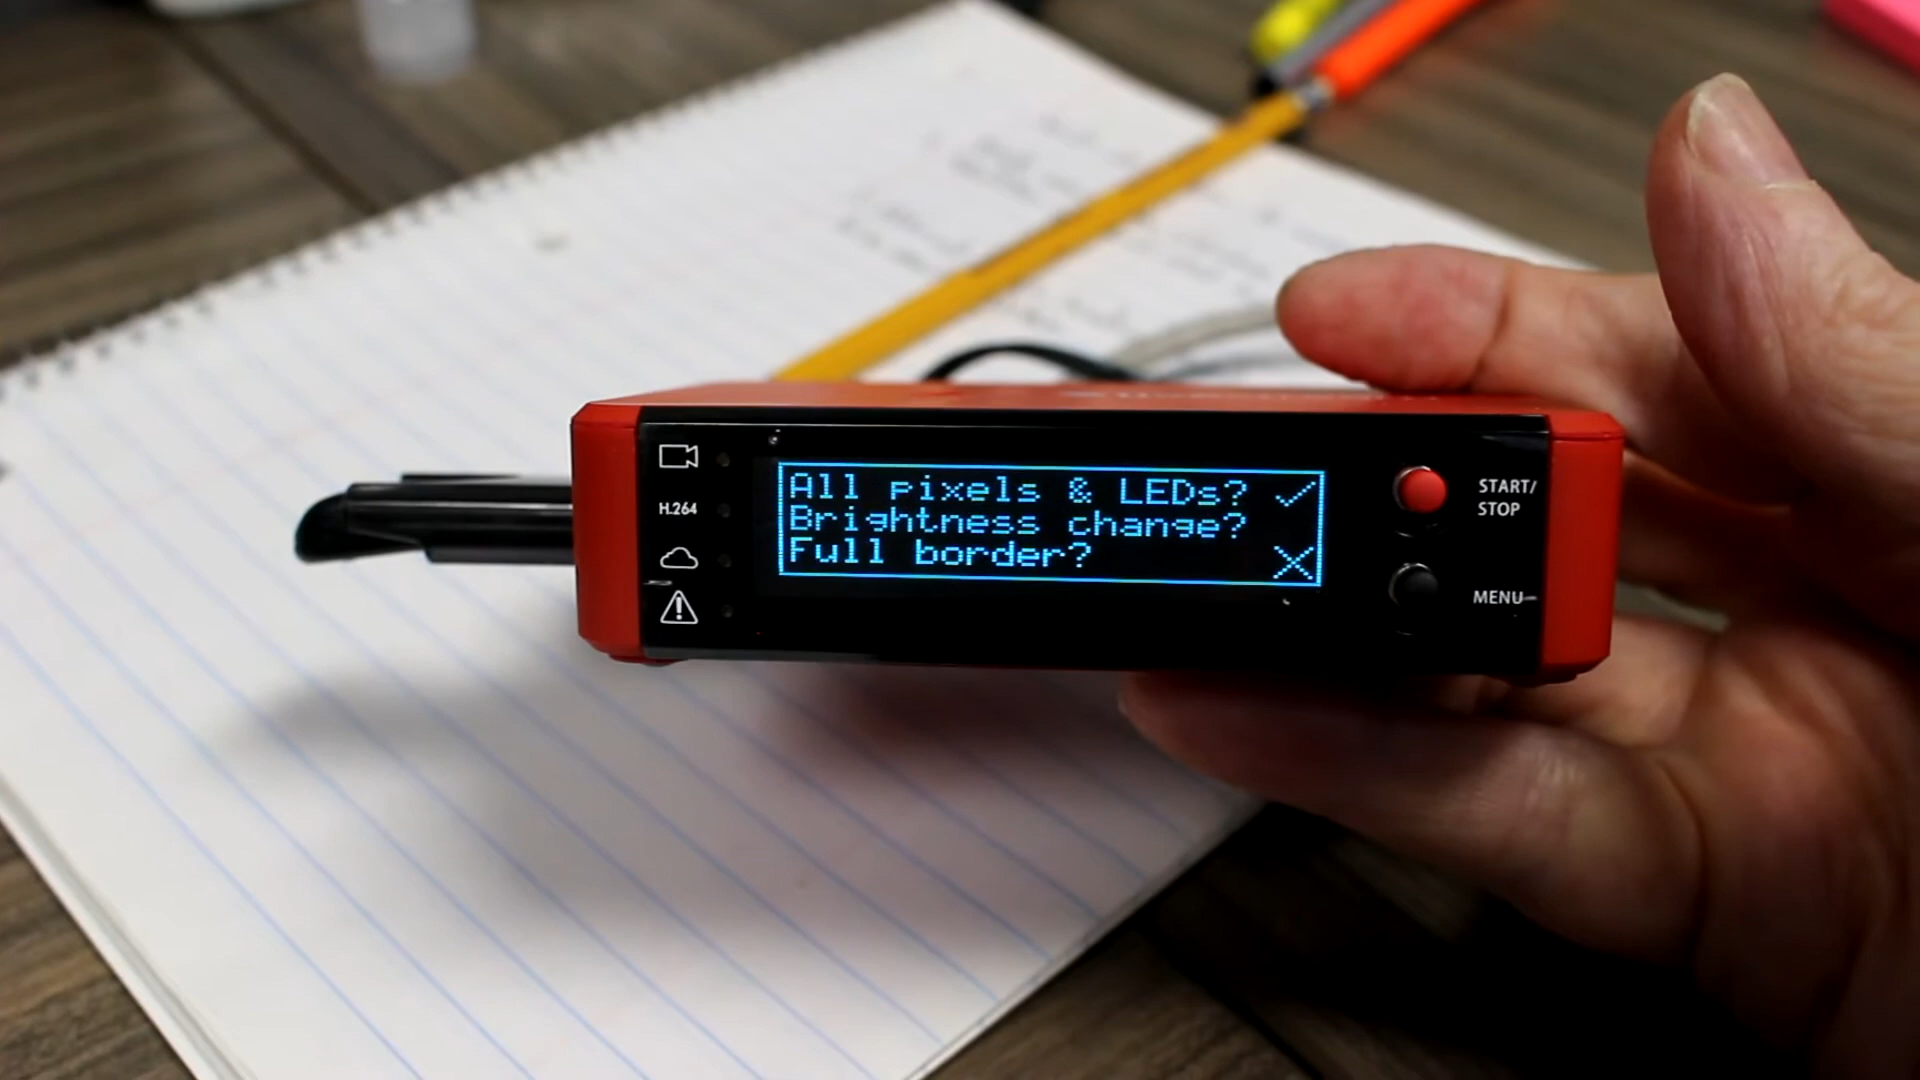 All pixels & LEDs? ✓
Brightness change?
Full border? ✕
H.264
START/
STOP
MENU